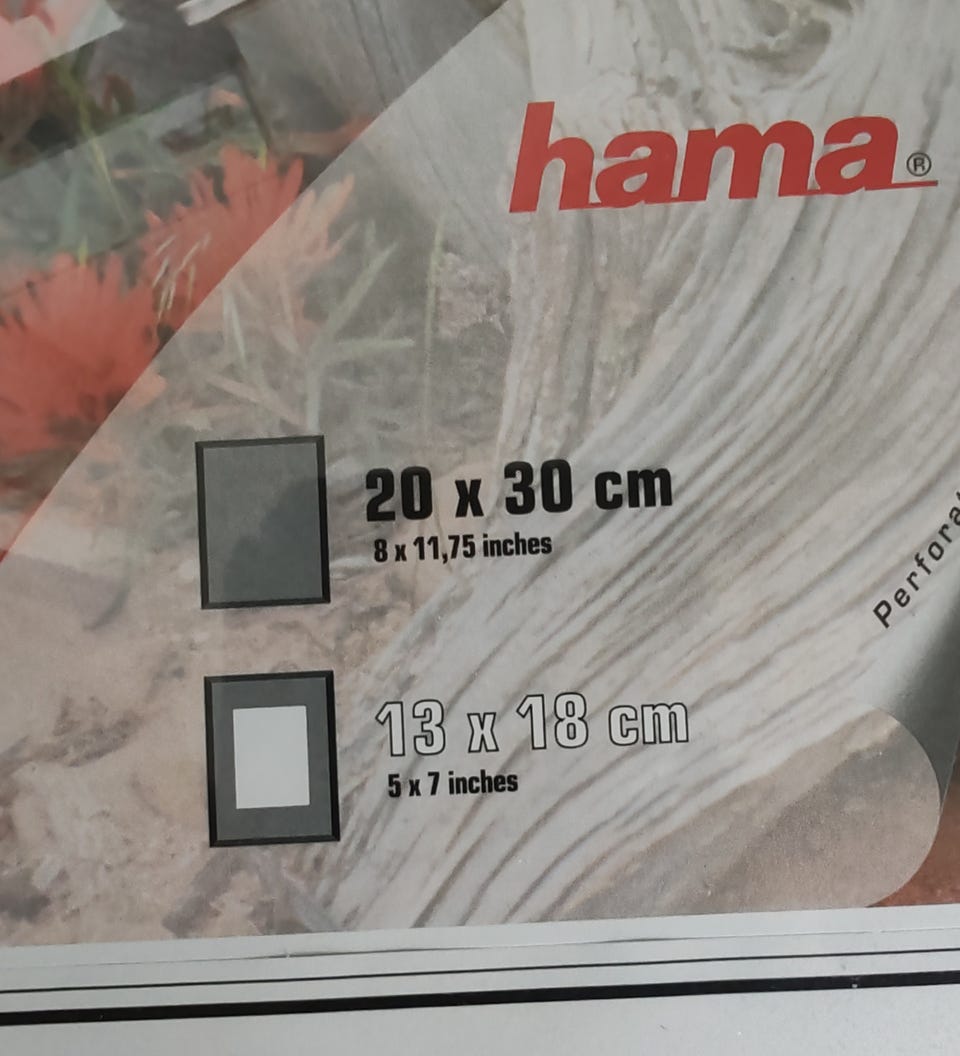 hama®
20 x 30 cm
8 x 11,75 inches
13 x 18 cm
5 x 7 inches